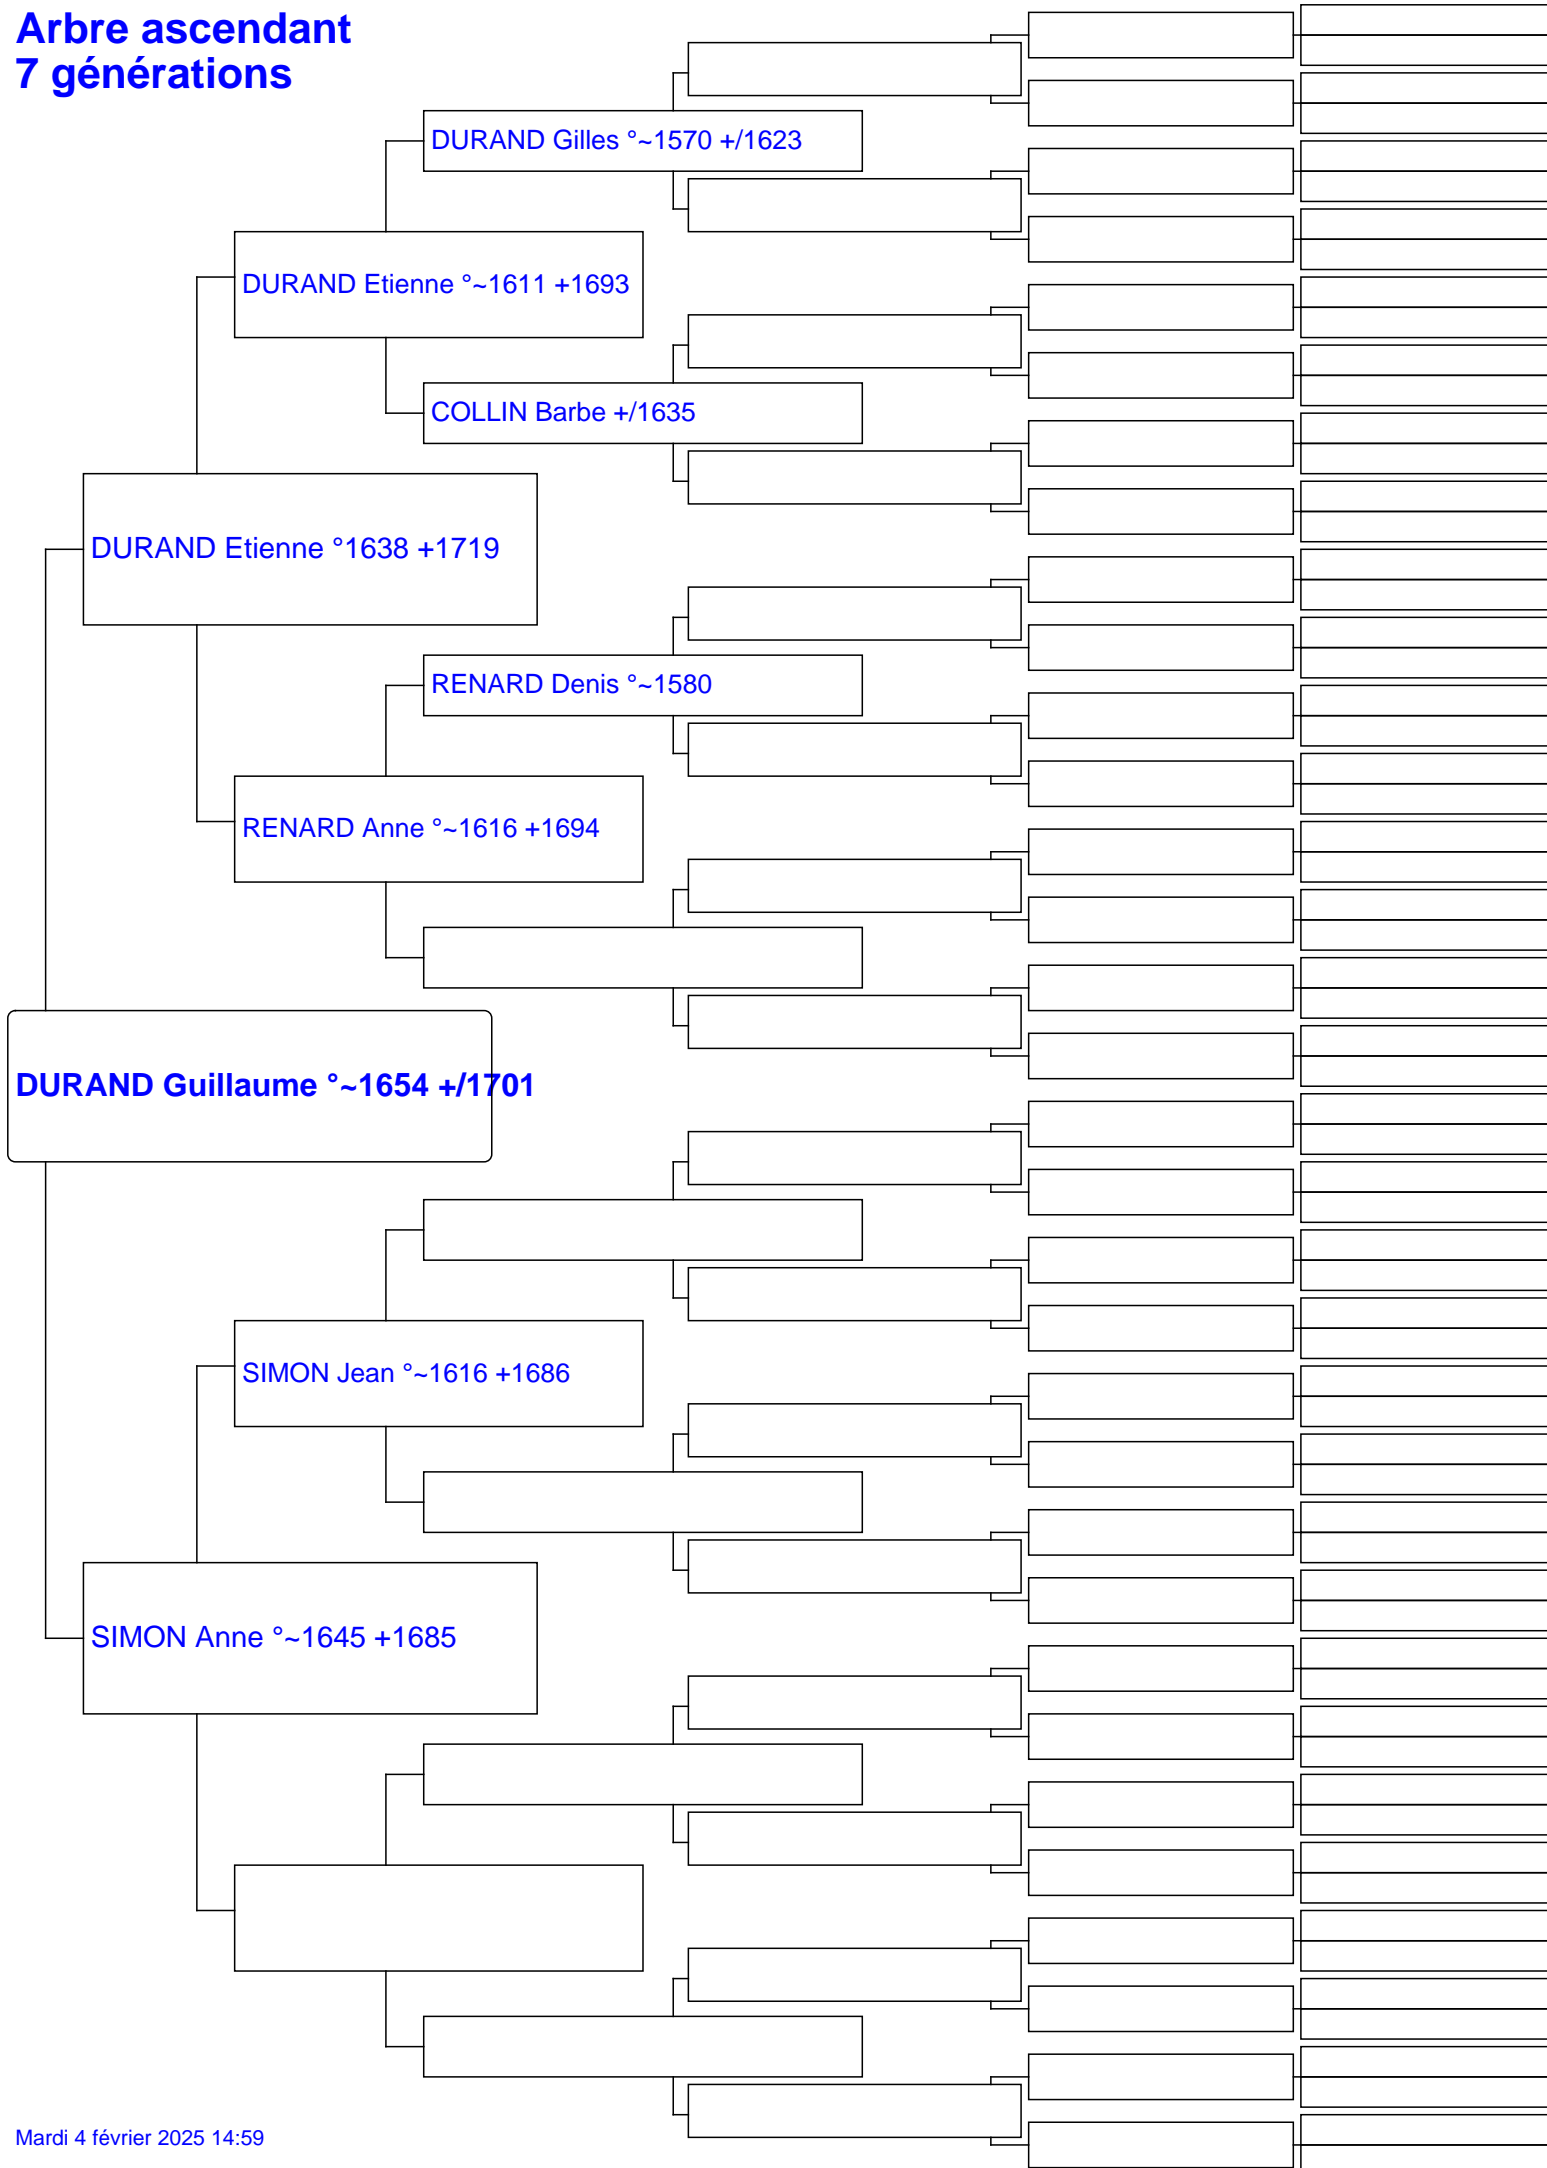 Arbre ascendant
7 générations
DURAND Gilles °~1570 +/1623
DURAND Etienne °~1611 +1693
COLLIN Barbe +/1635
DURAND Etienne °1638 +1719
RENARD Denis °~1580
RENARD Anne °~1616 +1694
DURAND Guillaume °~1654 +/1701
SIMON Jean °~1616 +1686
SIMON Anne °~1645 +1685
Mardi 4 février 2025 14:59